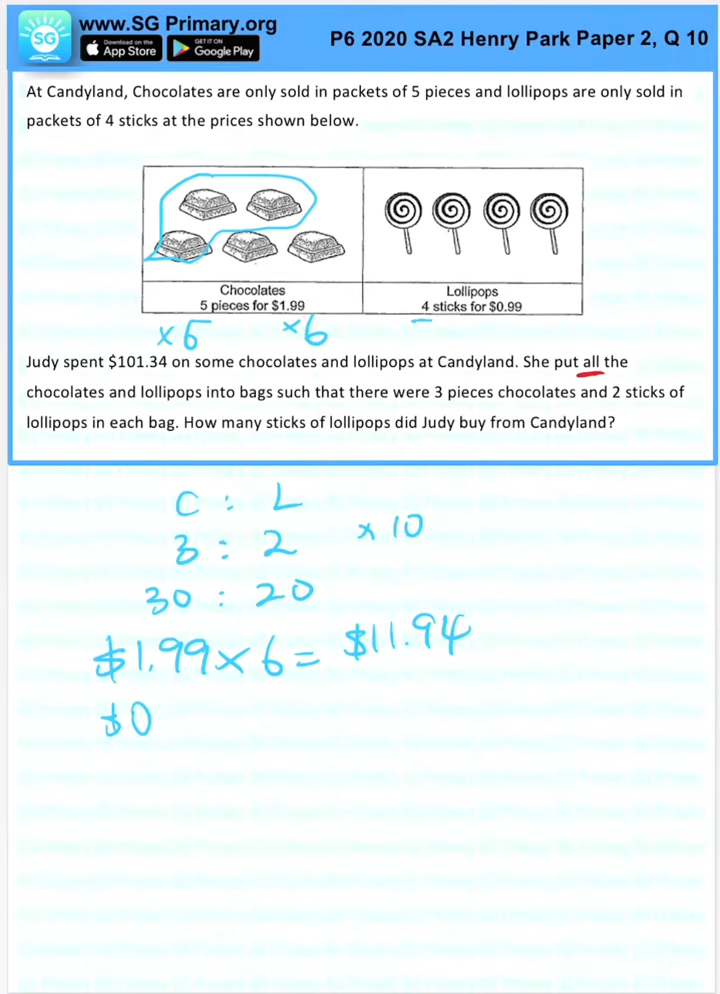 www.SG Primary.org
SG
Download on the
App Store
GET IT ON
Google Play
P6 2020 SA2 Henry Park Paper 2, Q 10
At Candyland, Chocolates are only sold in packets of 5 pieces and lollipops are only sold in
packets of 4 sticks at the prices shown below.
Chocolates
5 pieces for $1.99
Lollipops
4 sticks for $0.99
×6 ×6
Judy spent $101.34 on some chocolates and lollipops at Candyland. She put all the
chocolates and lollipops into bags such that there were 3 pieces chocolates and 2 sticks of
lollipops in each bag. How many sticks of lollipops did Judy buy from Candyland?
C : L
3 : 2 ×10
30 : 20
$1.99×6= $11.94
$0